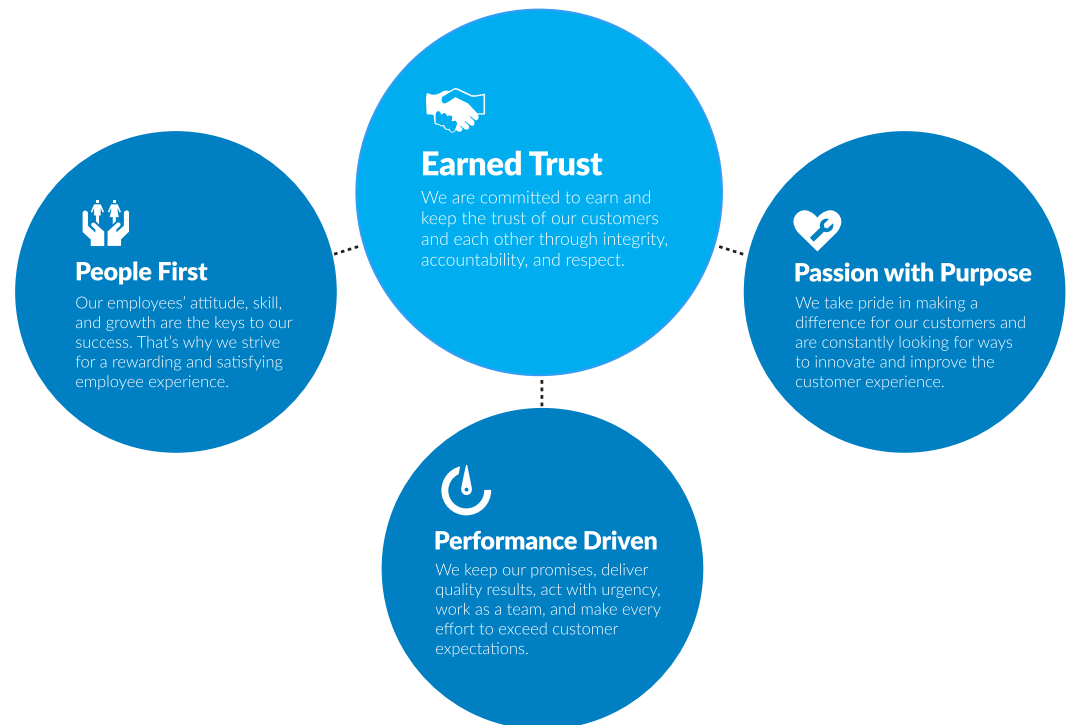 Earned Trust
We are committed to earn and
keep the trust of our customers
and each other through integrity,
accountability, and respect.
People First
Our employees' attitude, skill,
and growth are the keys to our
success. That's why we strive
for a rewarding and satisfying
employee experience.
Passion with Purpose
We take pride in making a
difference for our customers and
are constantly looking for ways
to innovate and improve the
customer experience.
Performance Driven
We keep our promises, deliver
quality results, act with urgency,
work as a team, and make every
effort to exceed customer
expectations.